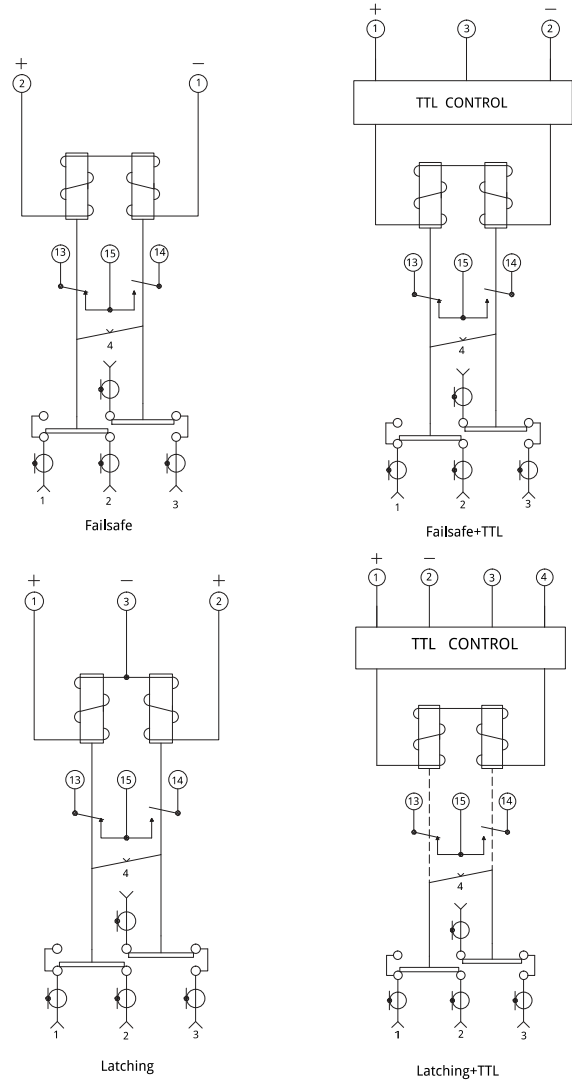 + −
2 1
13 15 14
4
1 2 3
Failsafe
+ −
1 3 2
TTL CONTROL
13 15 14
4
1 2 3
Failsafe+TTL
+ − +
1 3 2
13 15 14
4
1 2 3
Latching
+ −
1 2 3 4
TTL CONTROL
13 15 14
4
1 2 3
Latching+TTL